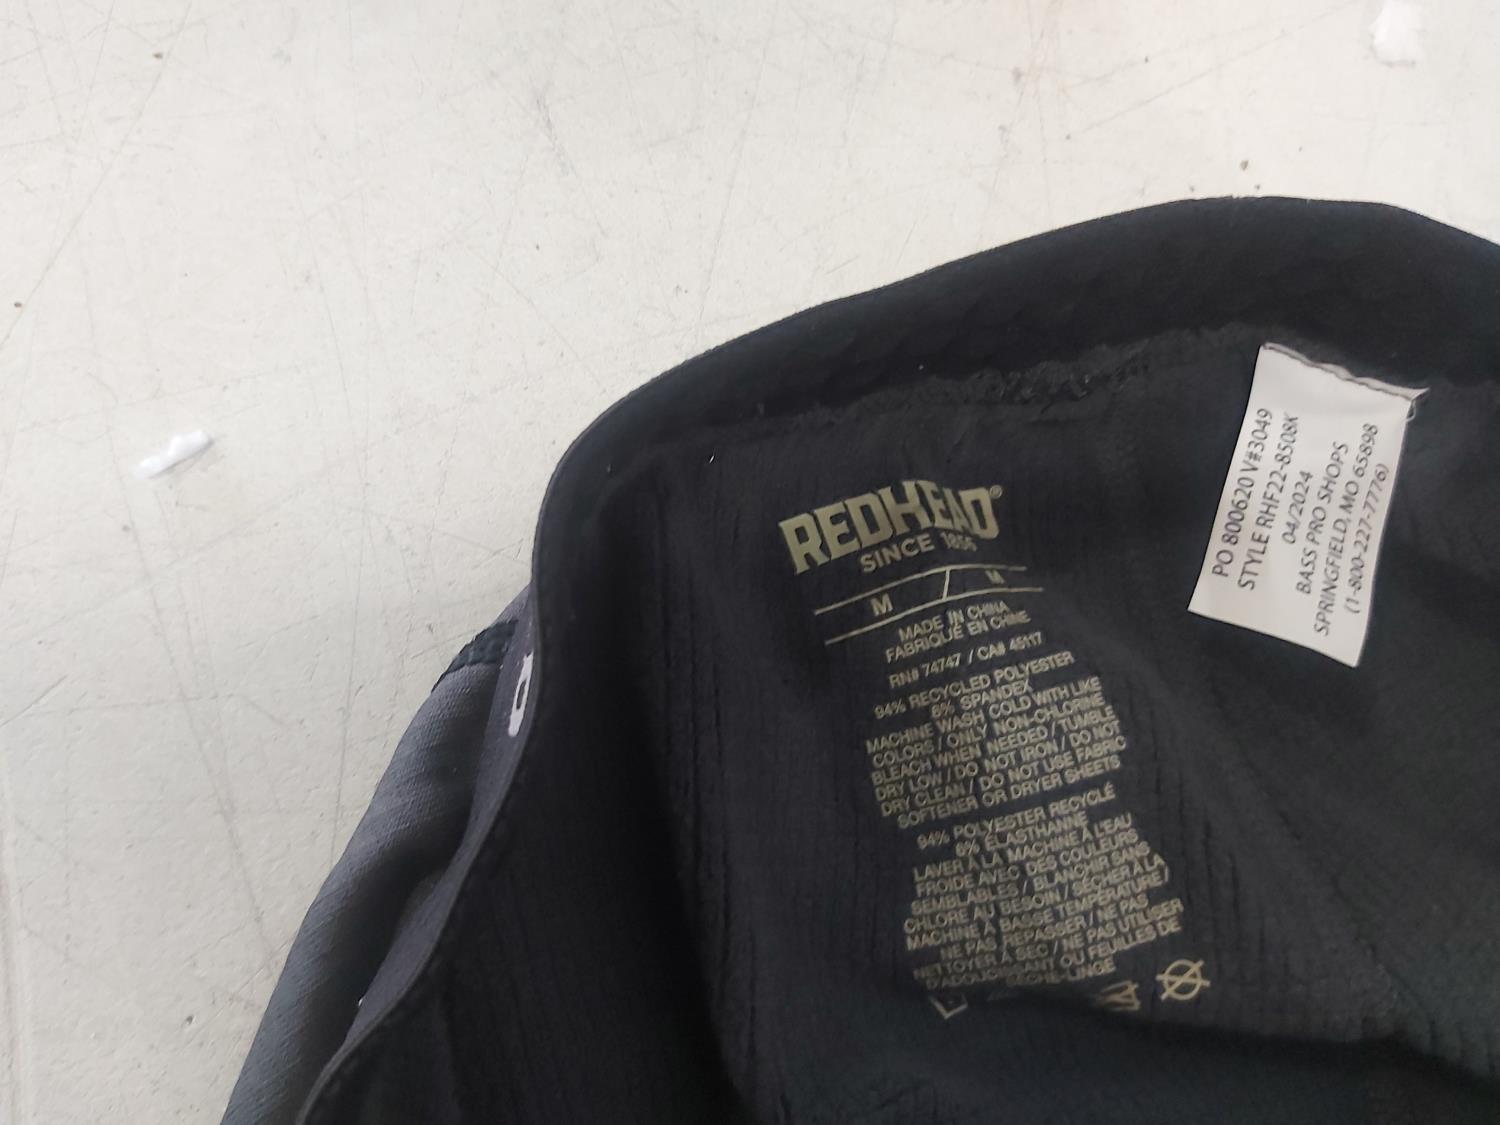 REDHEAD®
SINCE 1856
M / M
MADE IN CHINA
FABRIQUÉ EN CHINE
RN# 74747 / CA# 45117
94% RECYCLED POLYESTER
6% SPANDEX
MACHINE WASH COLD WITH LIKE
COLORS / ONLY NON-CHLORINE
BLEACH WHEN NEEDED / TUMBLE
DRY LOW / DO NOT IRON / DO NOT
DRY CLEAN / DO NOT USE FABRIC
SOFTENER OR DRYER SHEETS
94% POLYESTER RECYCLÉ
6% ÉLASTHANNE
LAVER À LA MACHINE À L'EAU
FROIDE AVEC DES COULEURS
SEMBLABLES / BLANCHIR SANS
CHLORE AU BESOIN / SÉCHER À LA
MACHINE À BASSE TEMPÉRATURE /
NE PAS REPASSER / NE PAS
NETTOYER À SEC / NE PAS UTILISER
D'ADOUCISSANT OU FEUILLES DE
SÈCHE-LINGE
PO 800620 V#3049
STYLE RHF22-8508K
04/2024
BASS PRO SHOPS
SPRINGFIELD, MO 65898
(1-800-227-7776)